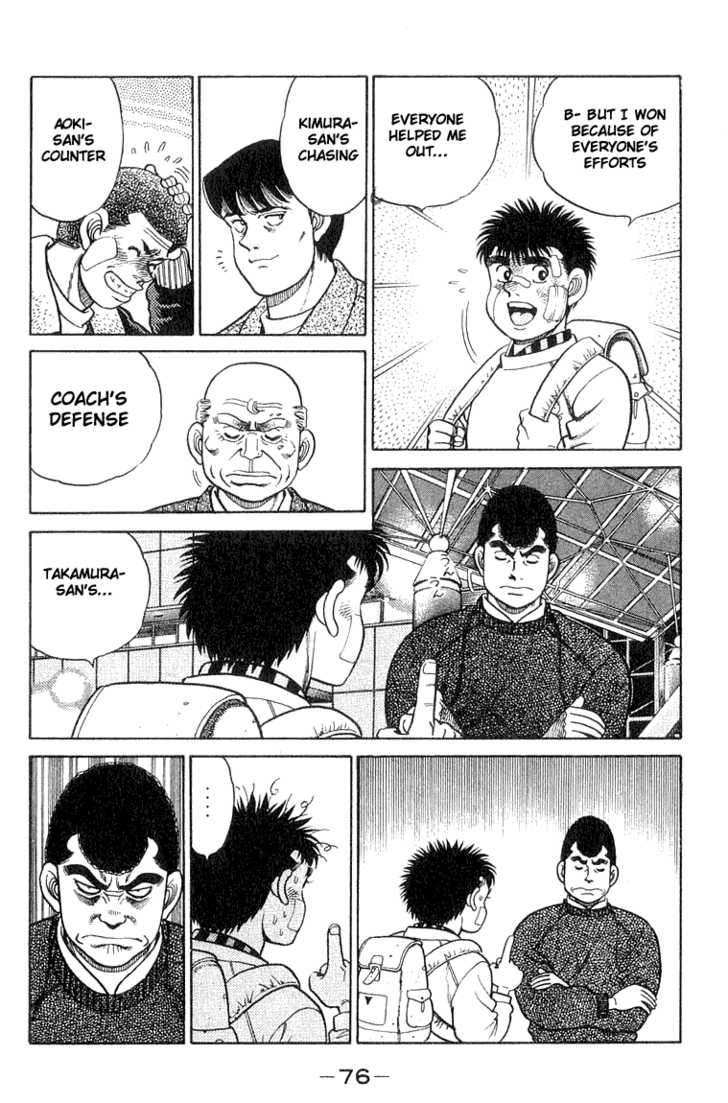 B- BUT I WON
BECAUSE OF
EVERYONE'S
EFFORTS
EVERYONE
HELPED ME
OUT...
KIMURA-
SAN'S
CHASING
AOKI-
SAN'S
COUNTER
COACH'S
DEFENSE
TAKAMURA-
SAN'S...
......
—76—